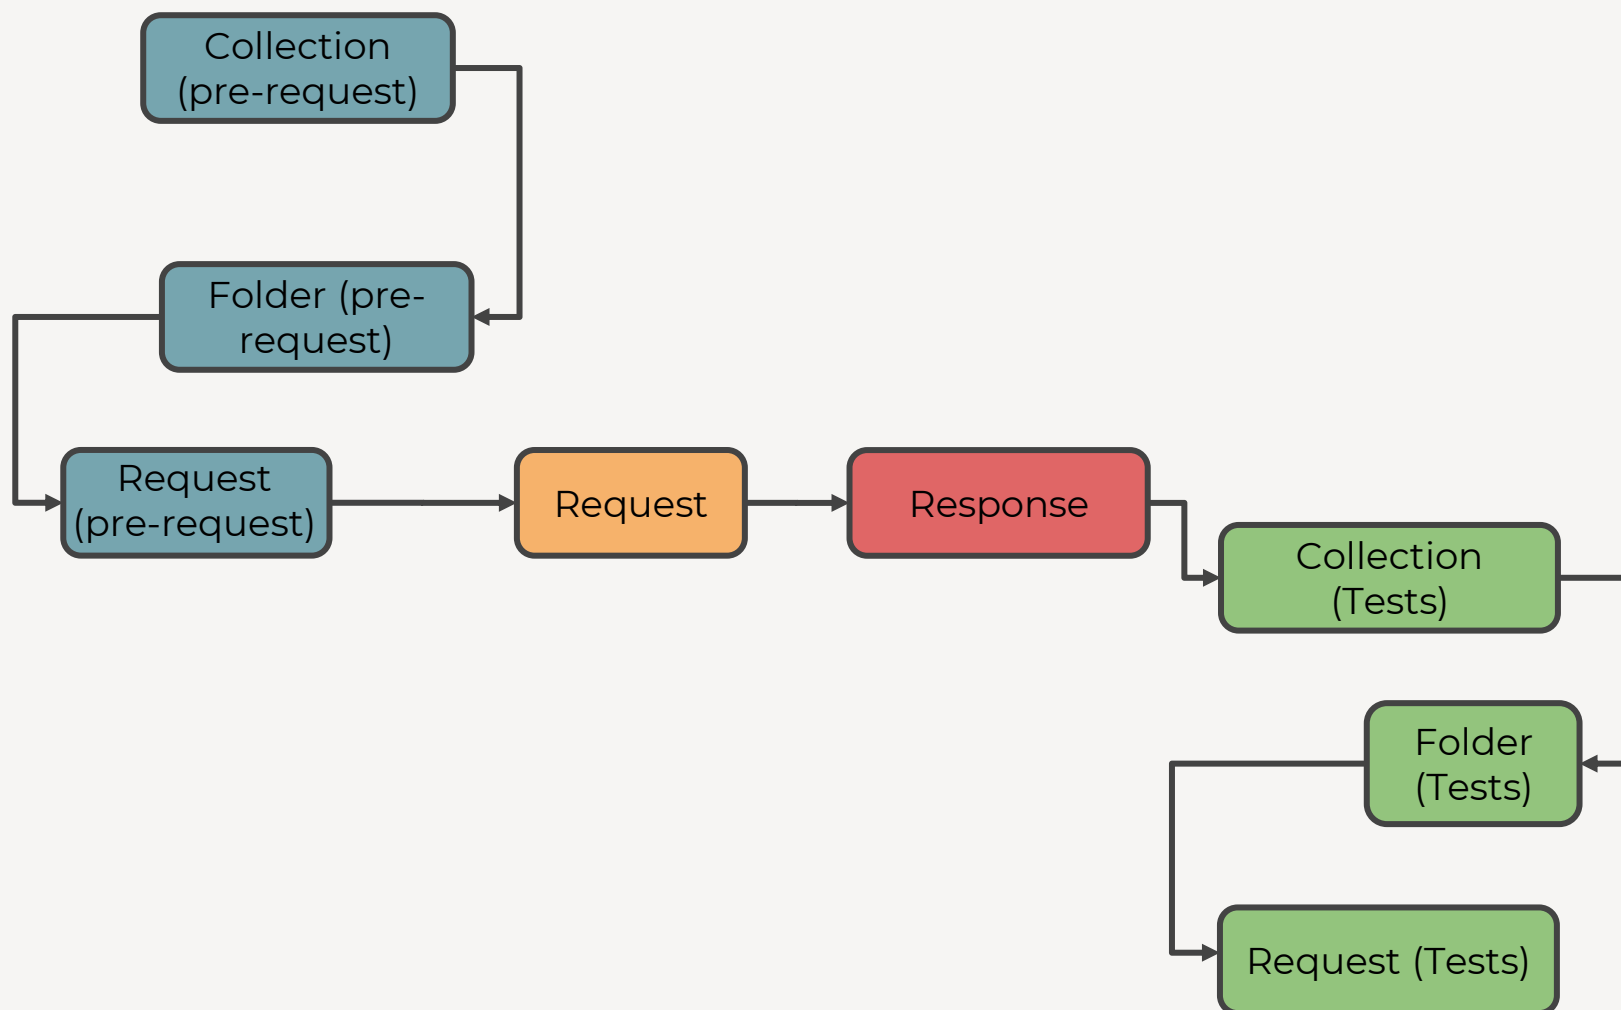 Collection
(pre-request)
Folder (pre-
request)
Request
(pre-request)
Request
Response
Collection
(Tests)
Folder
(Tests)
Request (Tests)